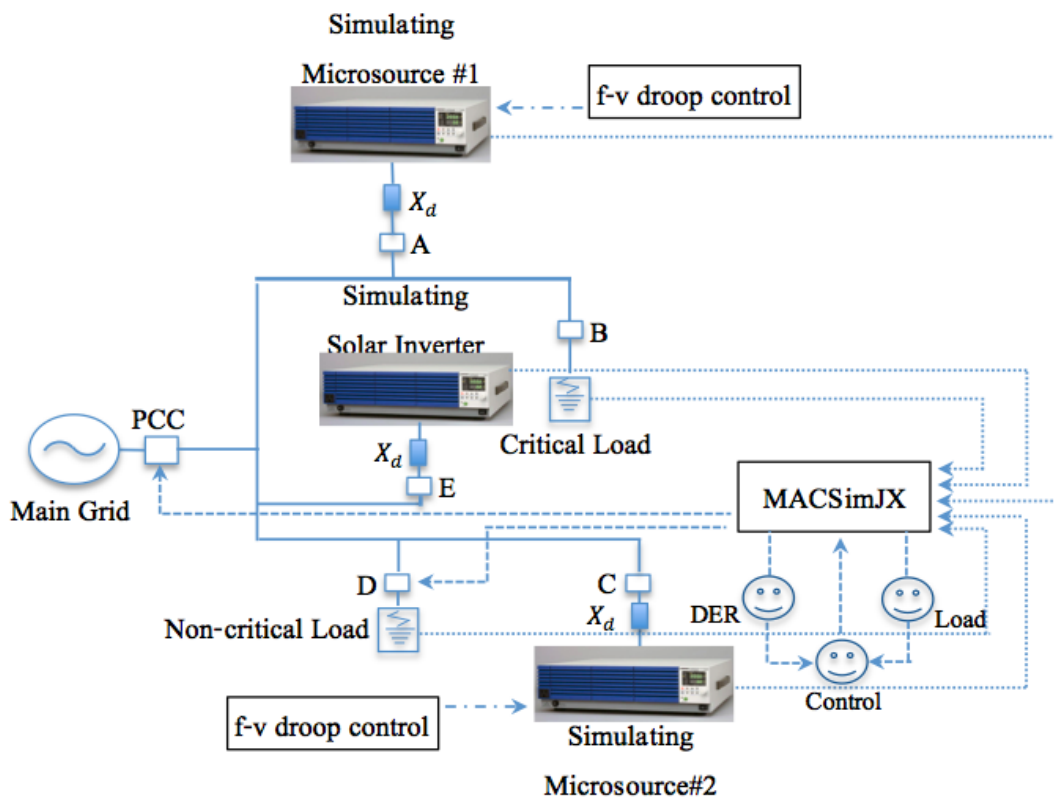 Simulating
Microsource #1
f-v droop control
X_d
A
Simulating
Solar Inverter
B
PCC
X_d
Critical Load
E
Main Grid
MACSimJX
D
C
DER
X_d
Load
Non-critical Load
Control
f-v droop control
Simulating
Microsource#2